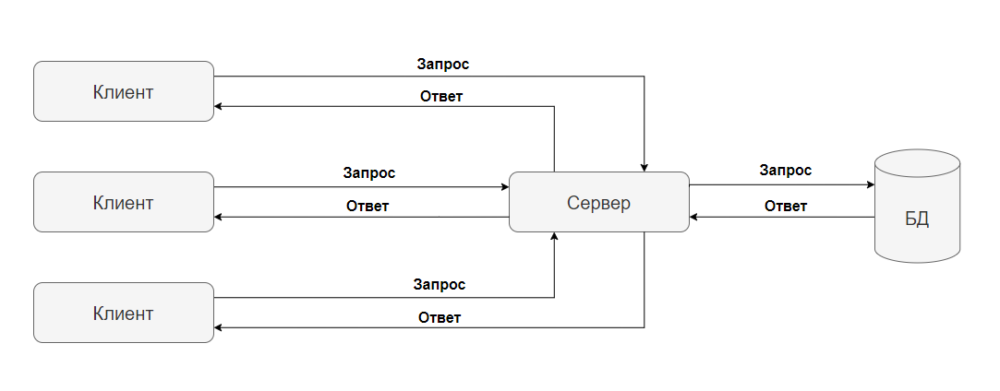 Запрос
Клиент
Ответ
Запрос
Клиент
Ответ
Сервер
Запрос
Ответ
БД
Запрос
Клиент
Ответ